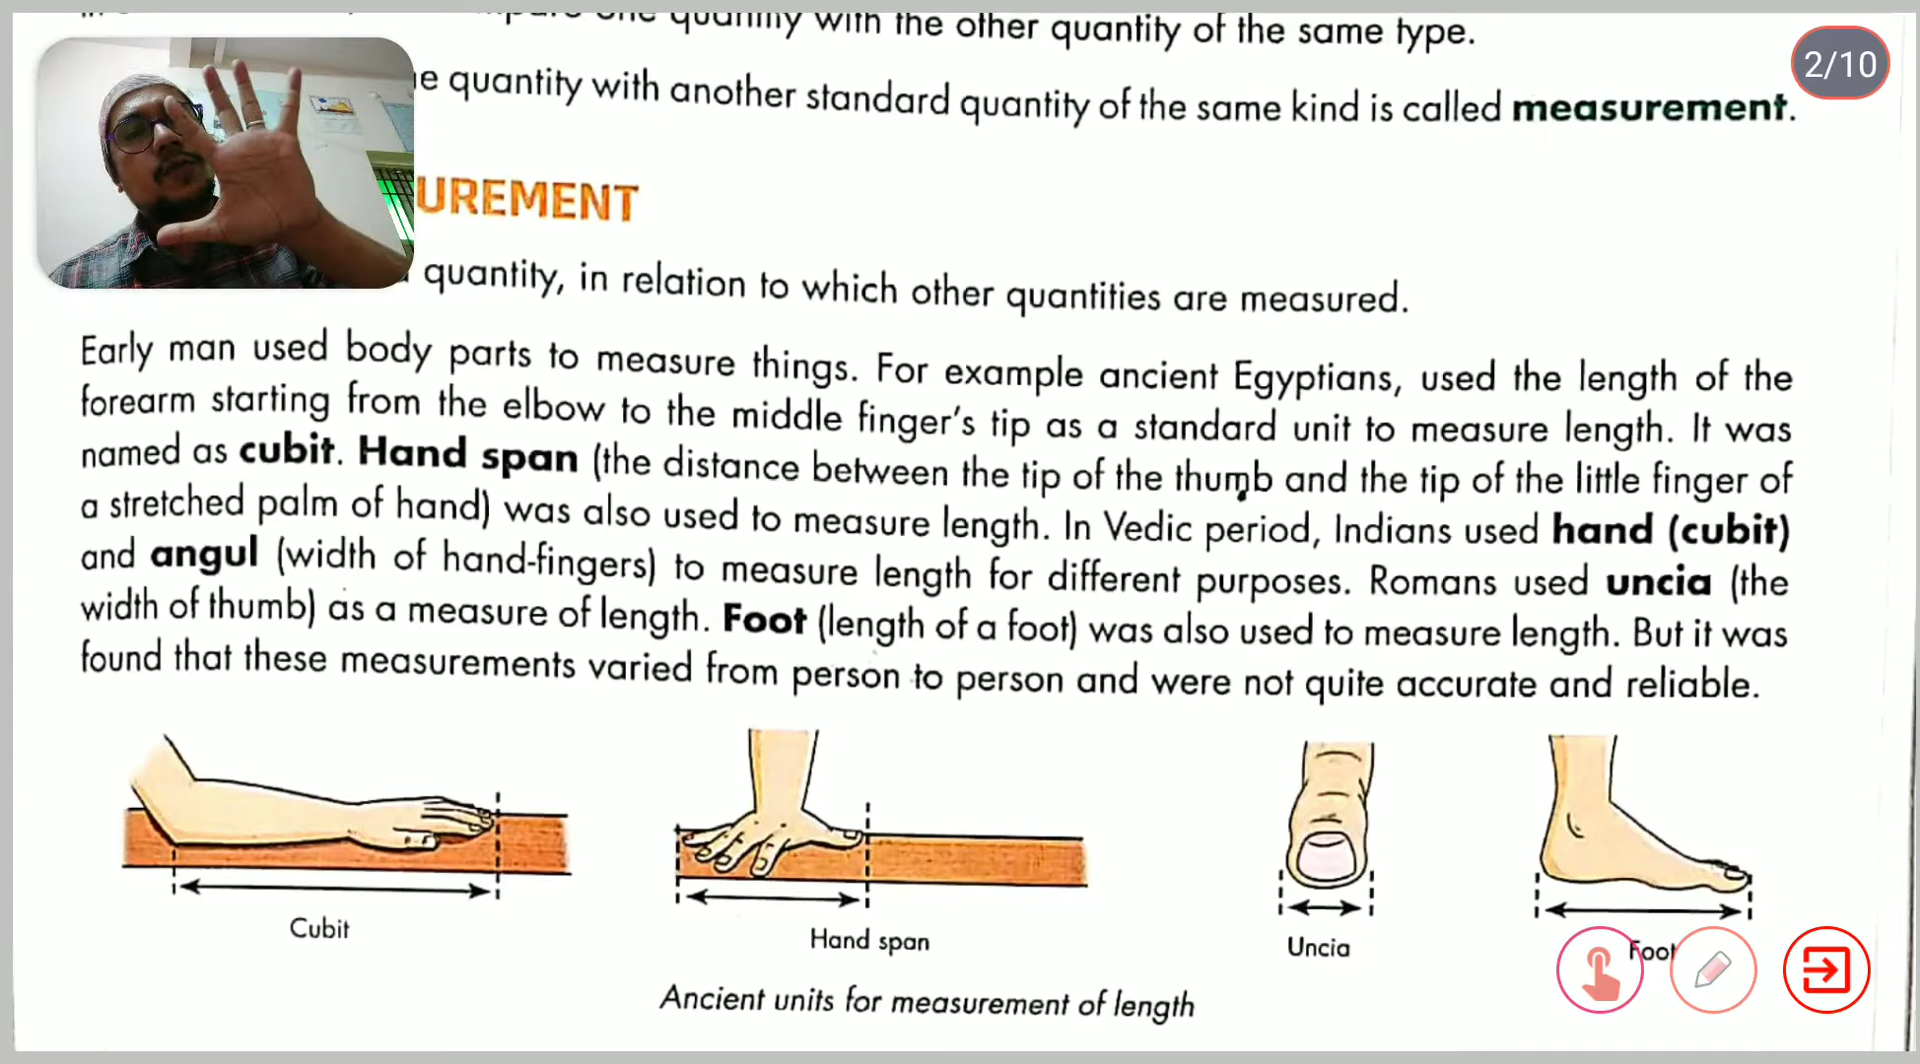 one quantity with the other quantity of the same type.
2/10
quantity with another standard quantity of the same kind is called measurement.
UREMENT
quantity, in relation to which other quantities are measured.
Early man used body parts to measure things. For example ancient Egyptians, used the length of the
forearm starting from the elbow to the middle finger's tip as a standard unit to measure length. It was
named as cubit. Hand span (the distance between the tip of the thumb and the tip of the little finger of
a stretched palm of hand) was also used to measure length. In Vedic period, Indians used hand (cubit)
and angul (width of hand-fingers) to measure length for different purposes. Romans used uncia (the
width of thumb) as a measure of length. Foot (length of a foot) was also used to measure length. But it was
found that these measurements varied from person to person and were not quite accurate and reliable.
Cubit
Hand span
Uncia
Foot
Ancient units for measurement of length